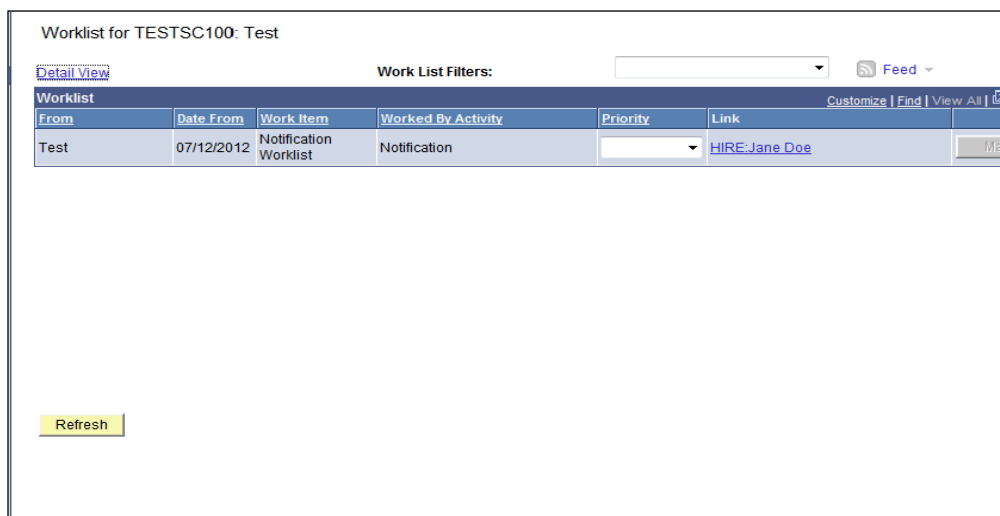 Worklist for TESTSC100: Test
Detail View Work List Filters: Feed
Worklist Customize | Find | View All |
From Date From Work Item Worked By Activity Priority Link
Test 07/12/2012 Notification Worklist Notification HIRE:Jane Doe
Refresh